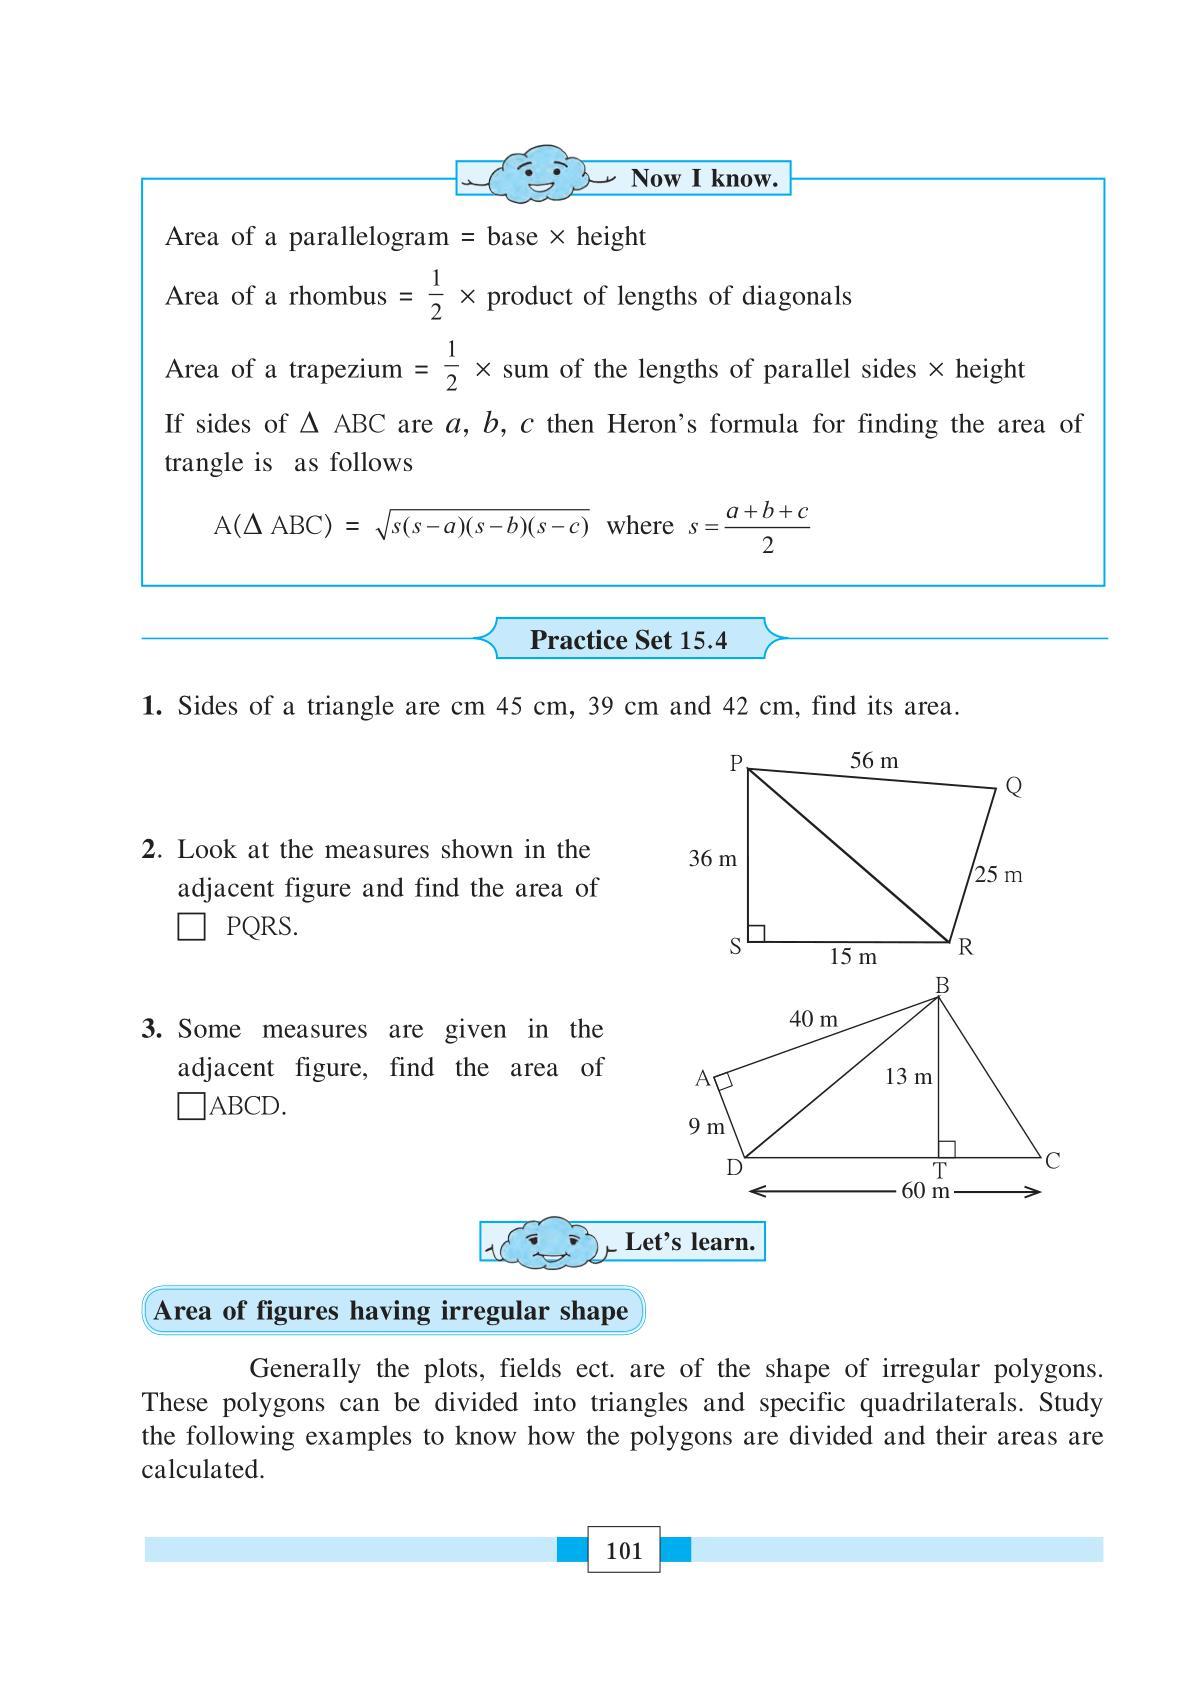 Now I know.
Area of a parallelogram = base × height
Area of a rhombus = 1/2 × product of lengths of diagonals
Area of a trapezium = 1/2 × sum of the lengths of parallel sides × height
If sides of Δ ABC are a, b, c then Heron's formula for finding the area of
trangle is as follows
A(Δ ABC) = √s(s−a)(s−b)(s−c) where s = a+b+c/2
Practice Set 15.4
1. Sides of a triangle are cm 45 cm, 39 cm and 42 cm, find its area.
2. Look at the measures shown in the
adjacent figure and find the area of
□ PQRS.
P
56 m
Q
36 m
25 m
S
15 m
R
3. Some measures are given in the
adjacent figure, find the area of
□ABCD.
B
40 m
A
13 m
9 m
D
T
C
60 m
Let's learn.
Area of figures having irregular shape
Generally the plots, fields ect. are of the shape of irregular polygons.
These polygons can be divided into triangles and specific quadrilaterals. Study
the following examples to know how the polygons are divided and their areas are
calculated.
101